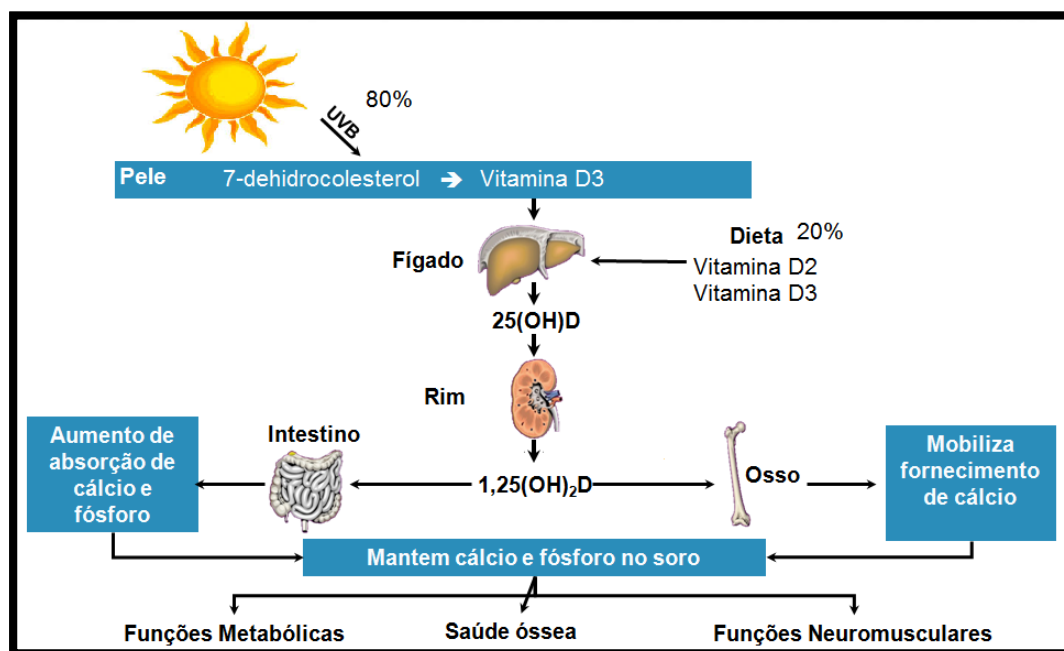 80%
UVB
Pele 7-dehidrocolesterol ➔ Vitamina D3
Dieta 20%
Vitamina D2
Vitamina D3
Fígado
25(OH)D
Rim
Aumento de
absorção de
cálcio e
fósforo
Intestino
1,25(OH)₂D
Osso
Mobiliza
fornecimento
de cálcio
Mantem cálcio e fósforo no soro
Funções Metabólicas
Saúde óssea
Funções Neuromusculares